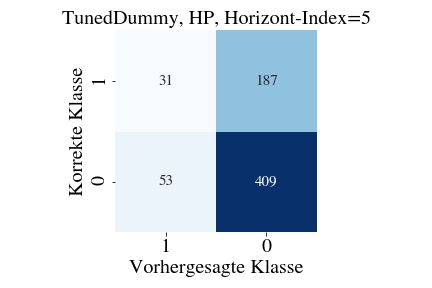 TunedDummy, HP, Horizont-Index=5
Korrekte Klasse
1
31
187
0
53
409
1
0
Vorhergesagte Klasse